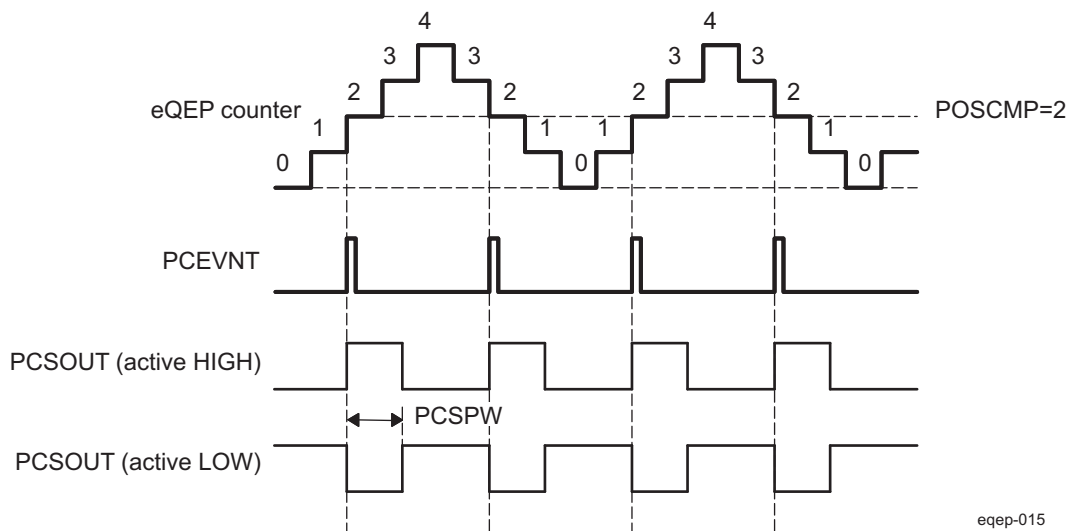 4 4
3 3 3 3
2 2 2 2
eQEP counter POSCMP=2
1 1 1 1
0 0 0
PCEVNT
PCSOUT (active HIGH)
PCSPW
PCSOUT (active LOW)
eqep-015